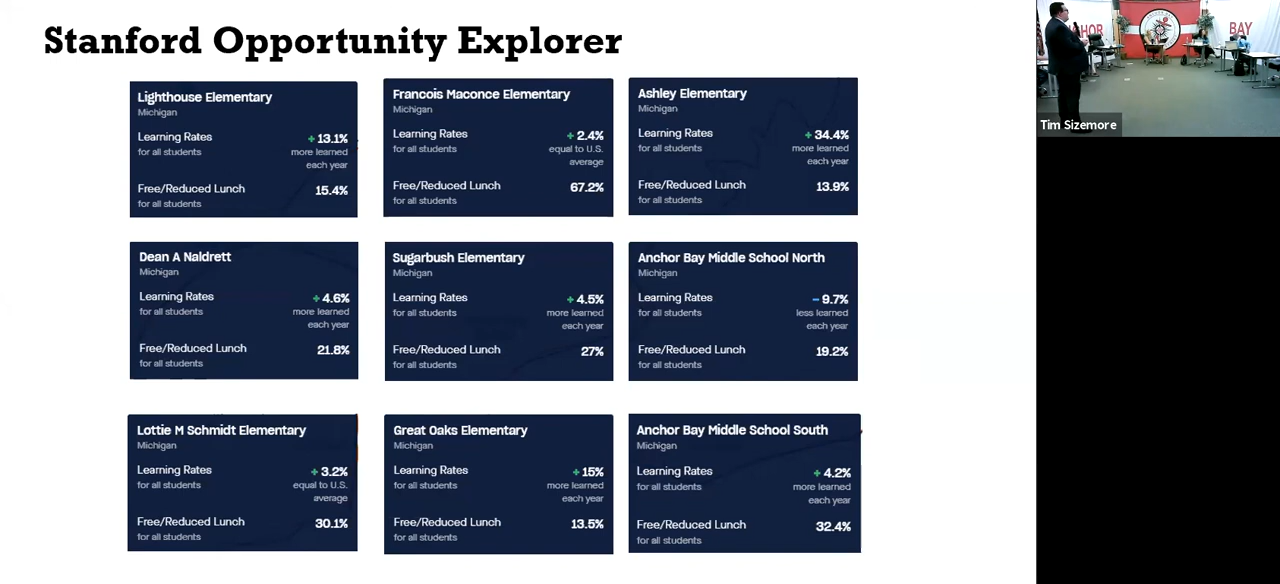 Stanford Opportunity Explorer
Lighthouse Elementary
Michigan
Learning Rates
for all students
+ 13.1%
more learned
each year
Free/Reduced Lunch
for all students
15.4%
Francois Maconce Elementary
Michigan
Learning Rates
for all students
+ 2.4%
equal to U.S.
average
Free/Reduced Lunch
for all students
67.2%
Ashley Elementary
Michigan
Learning Rates
for all students
+ 34.4%
more learned
each year
Free/Reduced Lunch
for all students
13.9%
Dean A Naldrett
Michigan
Learning Rates
for all students
+ 4.6%
more learned
each year
Free/Reduced Lunch
for all students
21.8%
Sugarbush Elementary
Michigan
Learning Rates
for all students
+ 4.5%
more learned
each year
Free/Reduced Lunch
for all students
27%
Anchor Bay Middle School North
Michigan
Learning Rates
for all students
- 9.7%
less learned
each year
Free/Reduced Lunch
for all students
19.2%
Lottie M Schmidt Elementary
Michigan
Learning Rates
for all students
+ 3.2%
equal to U.S.
average
Free/Reduced Lunch
for all students
30.1%
Great Oaks Elementary
Michigan
Learning Rates
for all students
+ 15%
more learned
each year
Free/Reduced Lunch
for all students
13.5%
Anchor Bay Middle School South
Michigan
Learning Rates
for all students
+ 4.2%
more learned
each year
Free/Reduced Lunch
for all students
32.4%
BAY
Tim Sizemore